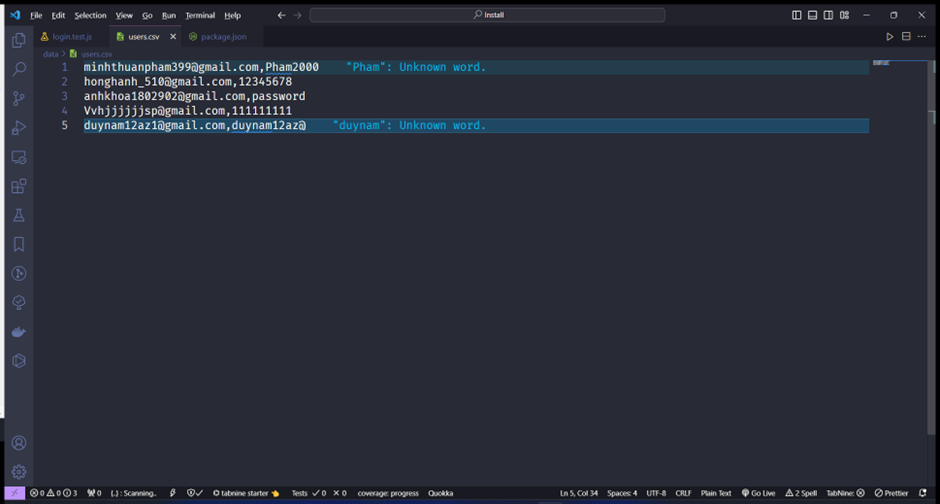 File Edit Selection View Go Run Terminal Help
Install
login.test.js users.csv package.json
data > users.csv
1 minhthuanpham399@gmail.com,Pham2000 "Pham": Unknown word.
2 honghanh_510@gmail.com,12345678
3 anhkhoa1802902@gmail.com,password
4 Vvhjjjjjjsp@gmail.com,111111111
5 duynam12az1@gmail.com,duynam12az@ "duynam": Unknown word.
0 0 3 0 {..} : Scanning.. tabnine starter Tests 0 0 coverage: progress Quokka Ln 5, Col 34 Spaces: 4 UTF-8 CRLF Plain Text Go Live 2 Spell TabNine: Prettier